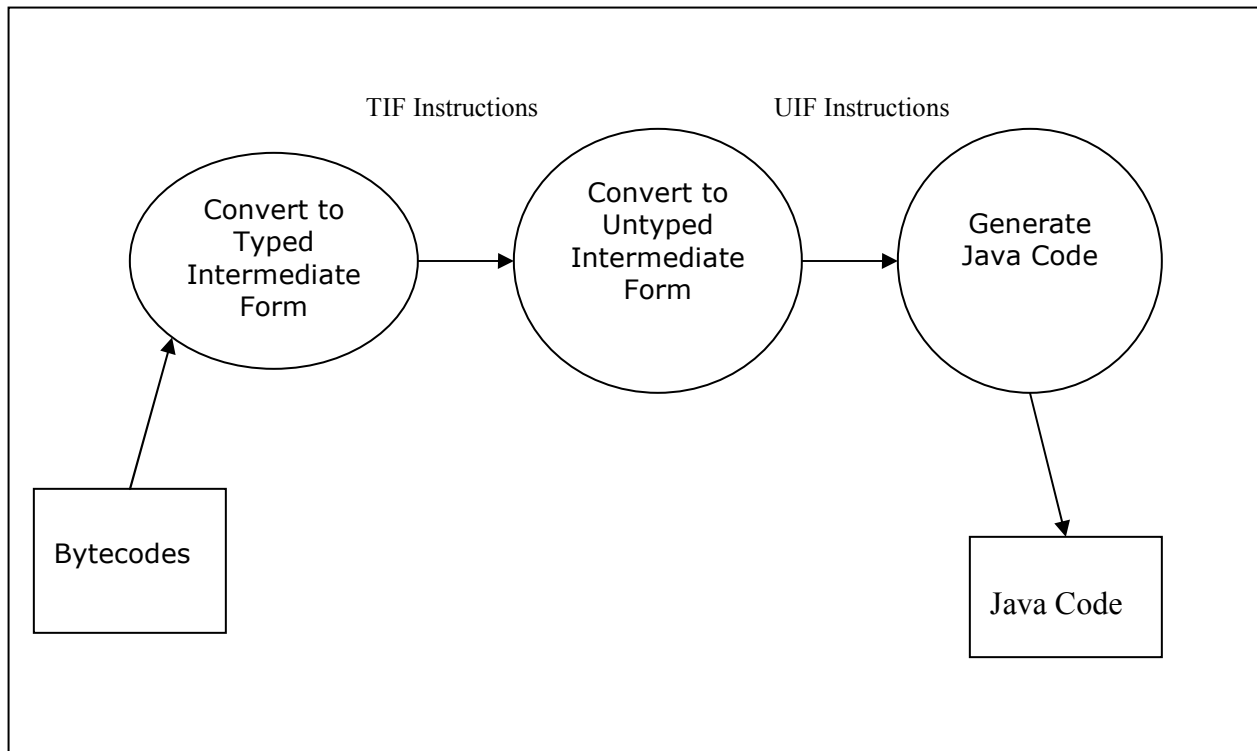 TIF Instructions
UIF Instructions
Convert to
Typed
Intermediate
Form
Convert to
Untyped
Intermediate
Form
Generate
Java Code
Bytecodes
Java Code